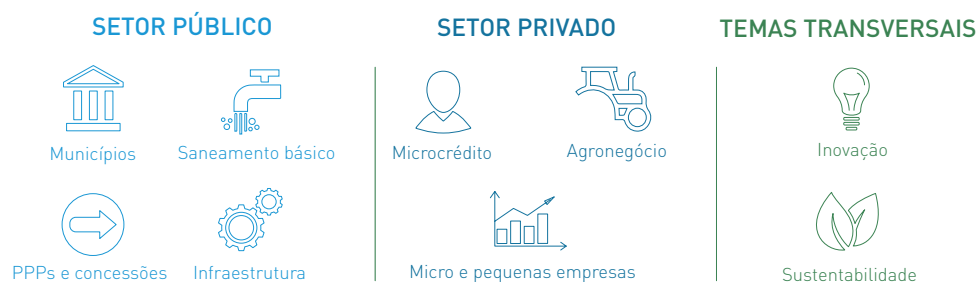 SETOR PÚBLICO
Municípios
Saneamento básico
PPPs e concessões
Infraestrutura
SETOR PRIVADO
Microcrédito
Agronegócio
Micro e pequenas empresas
TEMAS TRANSVERSAIS
Inovação
Sustentabilidade